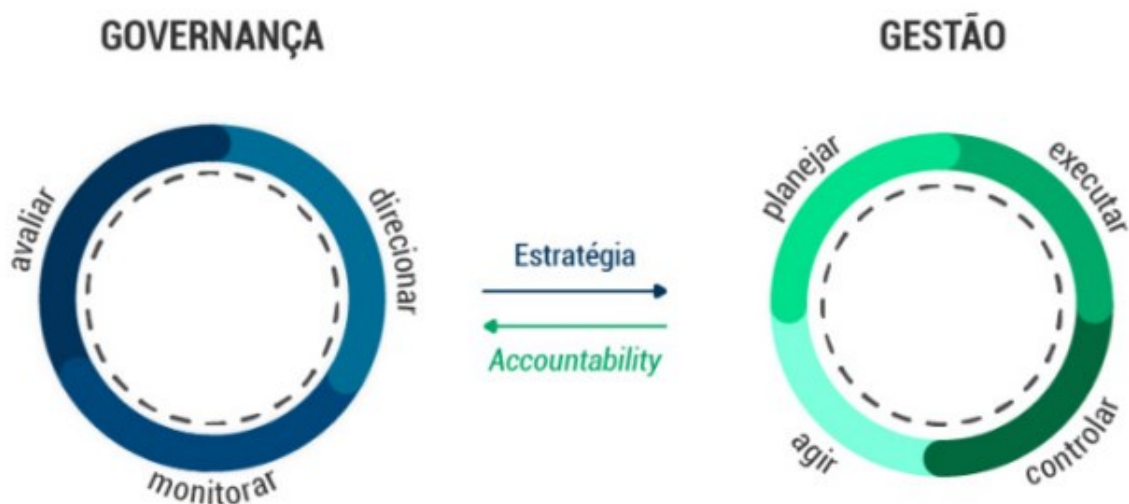 GOVERNANÇA
avaliar
direcionar
monitorar
Estratégia
Accountability
GESTÃO
planejar
executar
agir
controlar